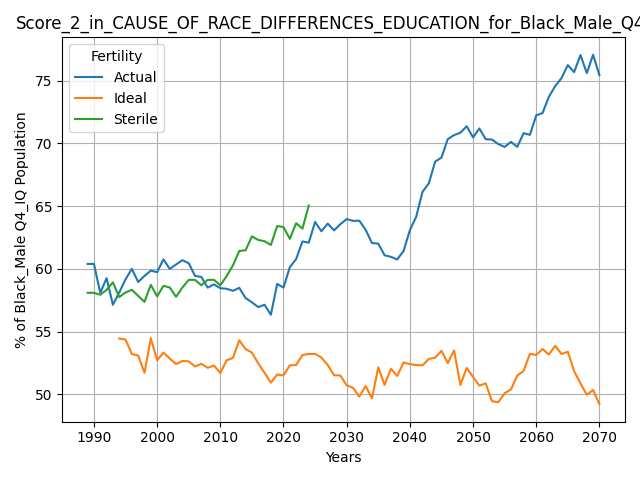 Score_2_in_CAUSE_OF_RACE_DIFFERENCES_EDUCATION_for_Black_Male_Q4
Fertility
Actual
Ideal
Sterile
% of Black_Male Q4_IQ Population
75
70
65
60
55
50
1990 2000 2010 2020 2030 2040 2050 2060 2070
Years